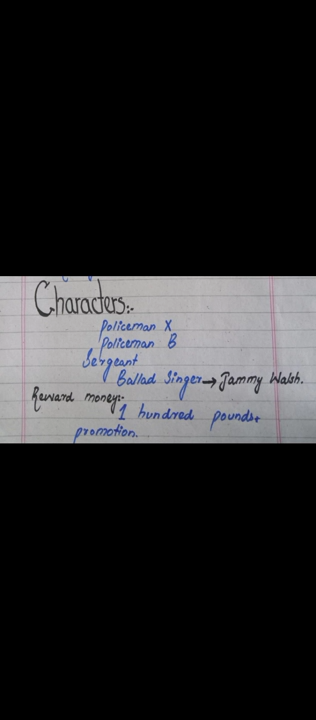 Characters:-
Policeman X
Policeman B
Sergeant
Ballad Singer→Jammy Walsh.
Reward money:-
1 hundred pounds+
promotion.